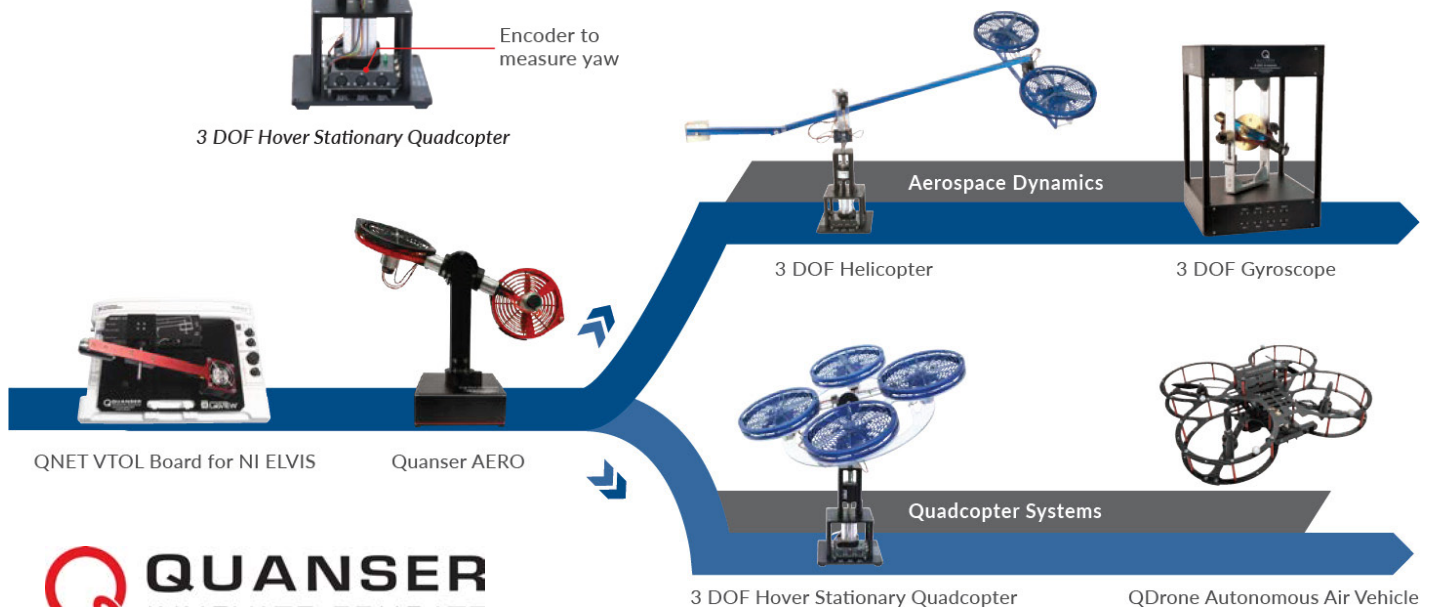 Encoder to
measure yaw
3 DOF Hover Stationary Quadcopter
Aerospace Dynamics
3 DOF Helicopter
3 DOF Gyroscope
QNET VTOL Board for NI ELVIS
Quanser AERO
QUANSER
Quadcopter Systems
3 DOF Hover Stationary Quadcopter
QDrone Autonomous Air Vehicle
QUANSER